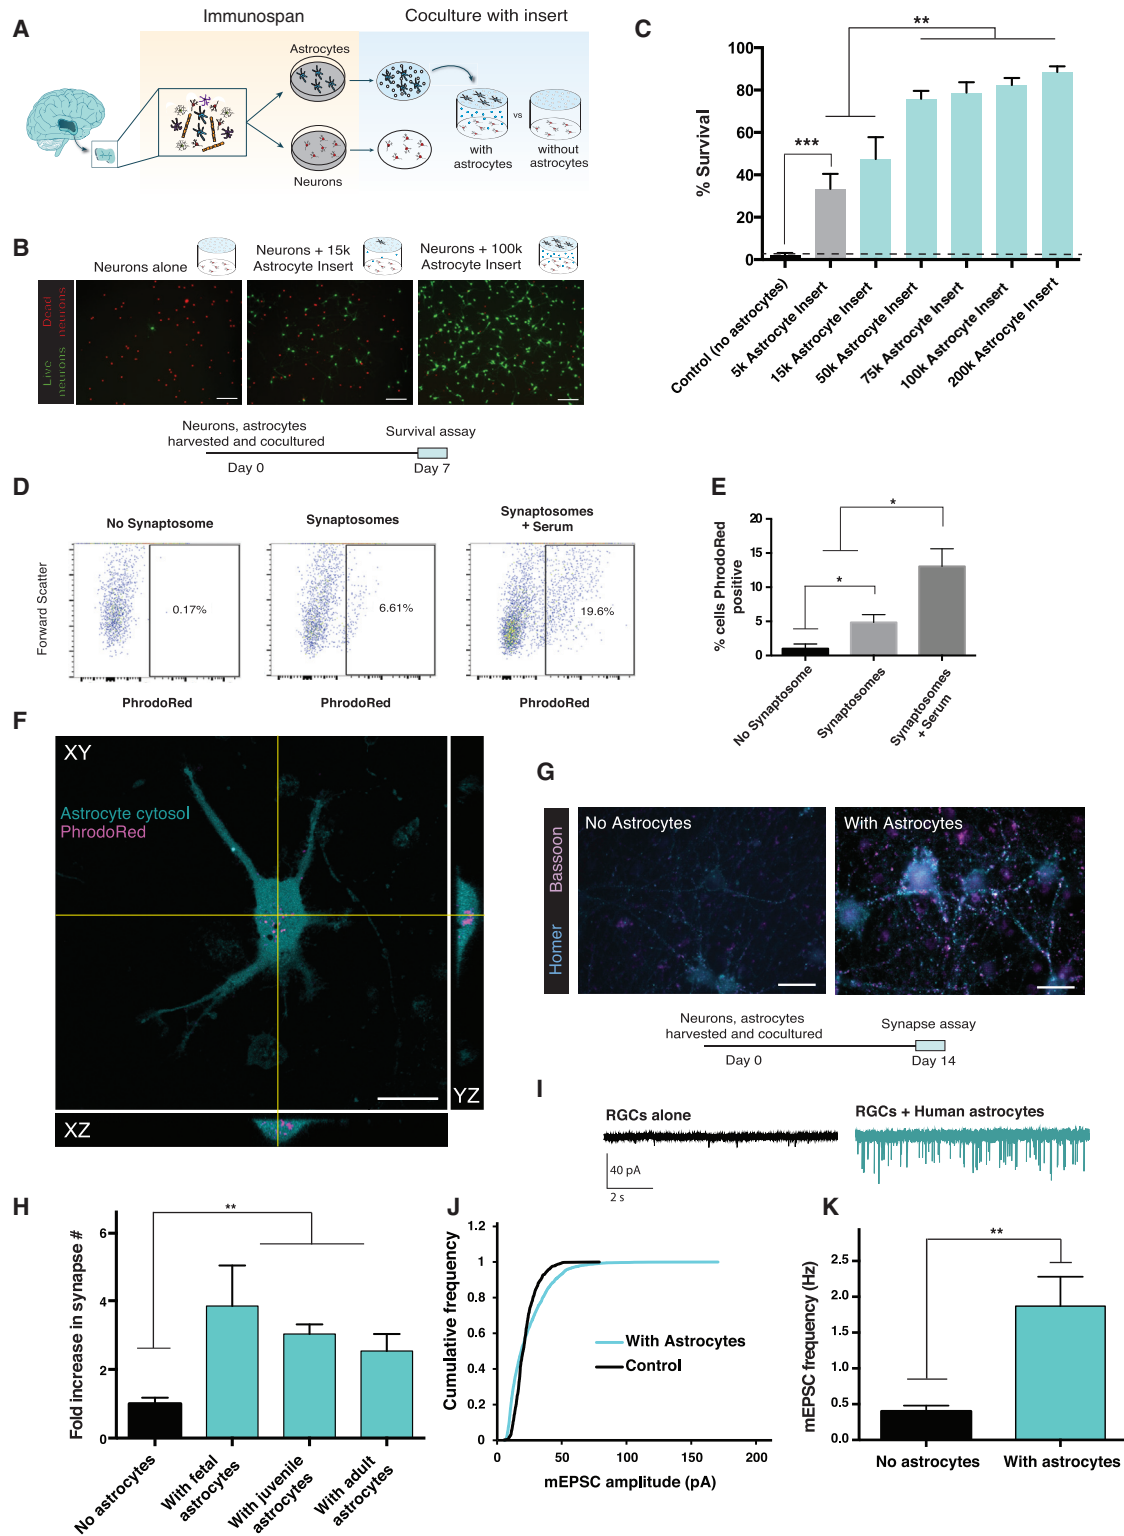 A
Immunospan
Coculture with insert
Astrocytes
Neurons
with
astrocytes
vs
without
astrocytes
B
Neurons alone
Neurons + 15k
Astrocyte Insert
Neurons + 100k
Astrocyte Insert
Live
neurons
Dead
neurons
Neurons, astrocytes
harvested and cocultured
Survival assay
Day 0
Day 7
C
% Survival
100
80
60
40
20
0
***
**
Control (no astrocytes)
5k Astrocyte Insert
15k Astrocyte Insert
50k Astrocyte Insert
75k Astrocyte Insert
100k Astrocyte Insert
200k Astrocyte Insert
D
No Synaptosome
Synaptosomes
Synaptosomes
+ Serum
Forward Scatter
0.17%
6.61%
19.6%
PhrodoRed
PhrodoRed
PhrodoRed
E
% cells PhrodoRed
positive
20
15
10
5
0
*
*
No Synaptosome
Synaptosomes
Synaptosomes
+ Serum
F
XY
Astrocyte cytosol
PhrodoRed
YZ
XZ
G
Homer
Bassoon
No Astrocytes
With Astrocytes
Neurons, astrocytes
harvested and cocultured
Synapse assay
Day 0
Day 14
I
RGCs alone
RGCs + Human astrocytes
40 pA
2 s
H
Fold increase in synapse #
6
4
2
0
**
No astrocytes
With fetal
astrocytes
With juvenile
astrocytes
With adult
astrocytes
J
Cumulative frequency
1.2
1
0.8
0.6
0.4
0.2
0
With Astrocytes
Control
0
50
100
150
200
mEPSC amplitude (pA)
K
mEPSC frequency (Hz)
2.5
2.0
1.5
1.0
0.5
0.0
**
No astrocytes
With astrocytes